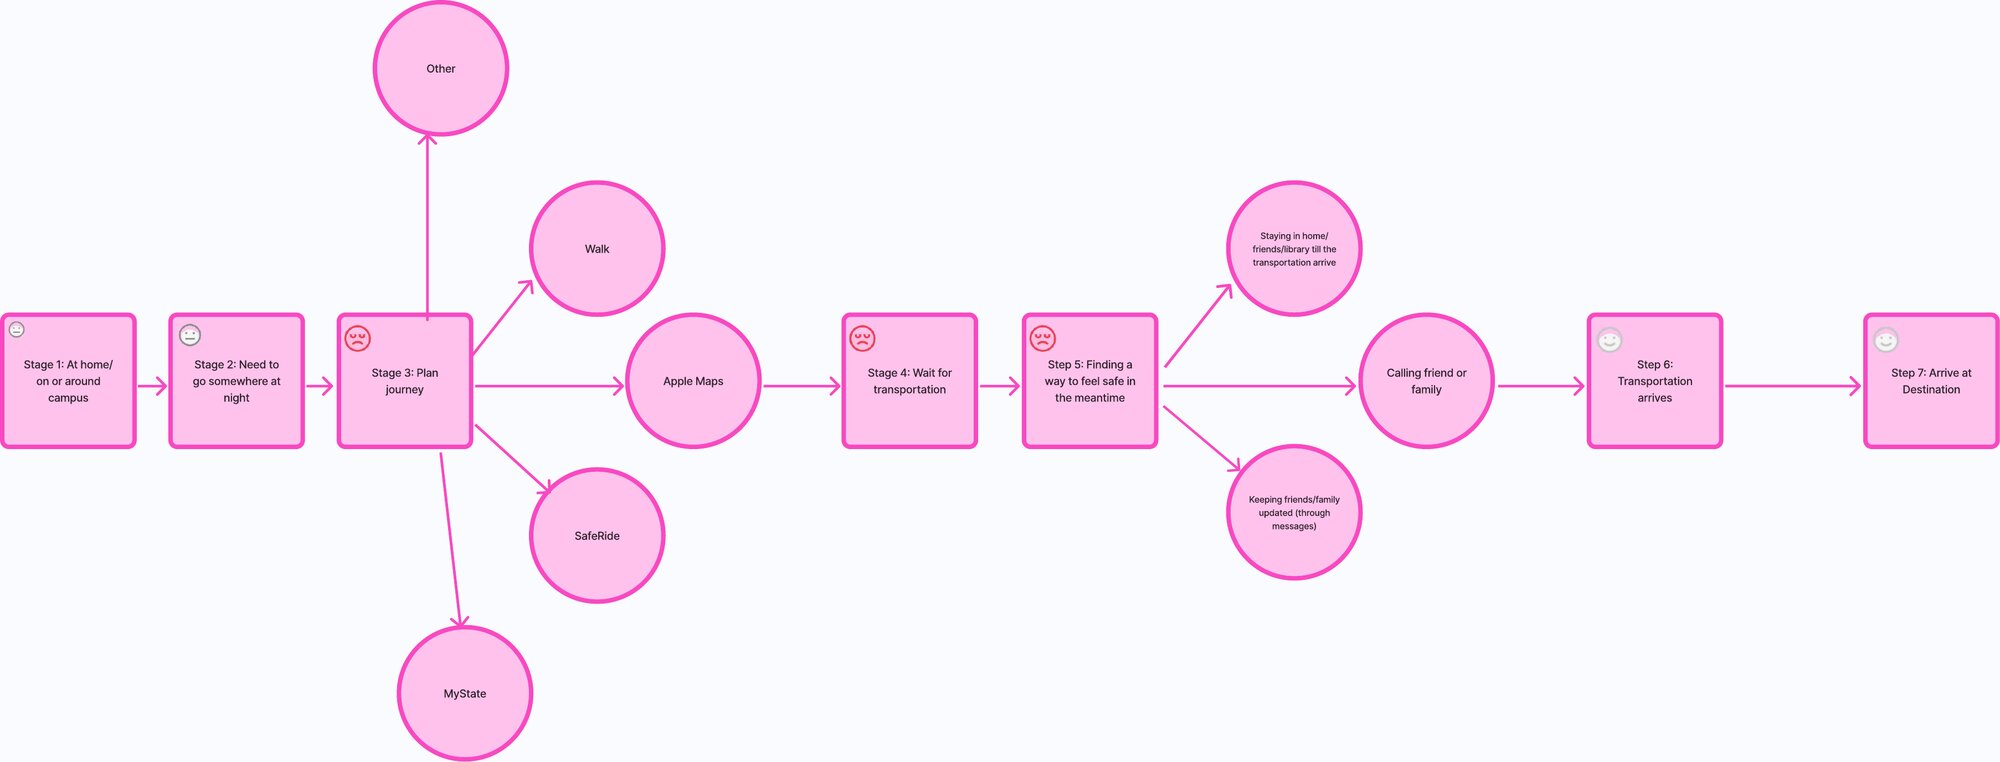 Other
Walk
Staying in home/
friends/library till the
transportation arrive
Stage 1: At home/
on or around
campus
Stage 2: Need to
go somewhere at
night
Stage 3: Plan
journey
Apple Maps
Stage 4: Wait for
transportation
Step 5: Finding a
way to feel safe in
the meantime
Calling friend or
family
Step 6:
Transportation
arrives
Step 7: Arrive at
Destination
SafeRide
Keeping friends/family
updated (through
messages)
MyState